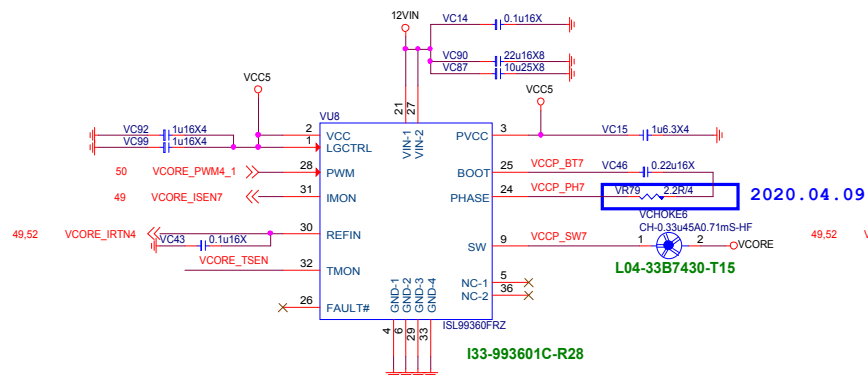 12VIN
VC14 0.1u16X
VC90 22u16X8
VC87 10u25X8
VCC5
VCC5
VU8
21
27
VIN-1
VIN-2
VC92 1u16X4
VC99 1u16X4
2 VCC
1 LGCTRL
PVCC 3
VC15 1u6.3X4
50 VCORE_PWM4_1
28 PWM
BOOT 25 VCCP_BT7
VC46 0.22u16X
49 VCORE_ISEN7
31 IMON
PHASE 24 VCCP_PH7
VR79 2.2R/4
2020.04.09
VCHOKE6
CH-0.33u45A0.71mS-HF
49,52 VCORE_IRTN4
30 REFIN
VC43 0.1u16X
SW 9 VCCP_SW7
1 2 VCORE
49,52 V
L04-33B7430-T15
VCORE_TSEN
32 TMON
NC-1 5
NC-2 36
26 FAULT#
GND-1
GND-2
GND-3
GND-4
4
6
29
33
ISL99360FRZ
I33-993601C-R28